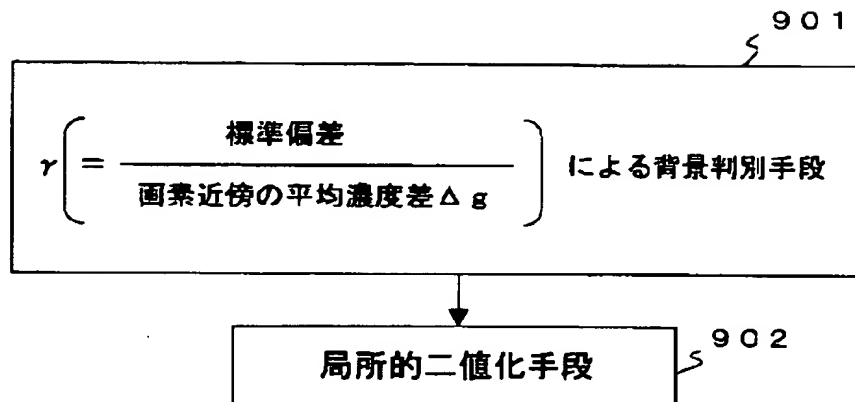 901
標準偏差
γ( = ―――― ) による背景判別手段
画素近傍の平均濃度差Δg
局所的二値化手段
902